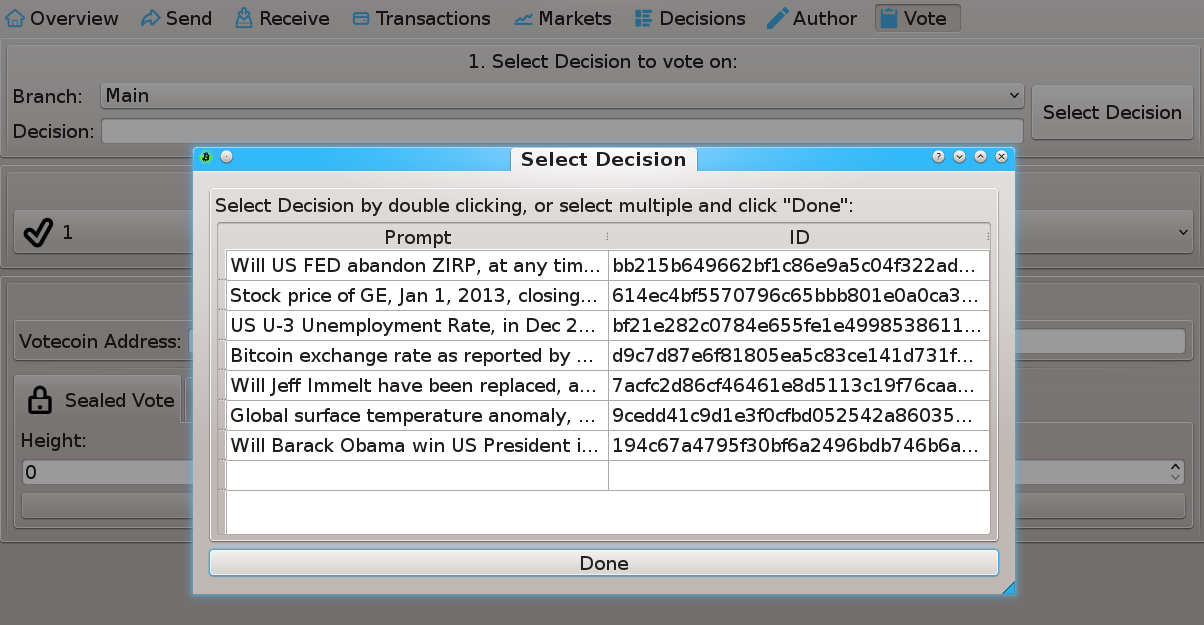 Overview Send Receive Transactions Markets Decisions Author Vote
1. Select Decision to vote on:
Branch: Main
Select Decision
Decision:
Select Decision
Select Decision by double clicking, or select multiple and click "Done":
Prompt ID
Will US FED abandon ZIRP, at any tim... bb215b649662bf1c86e9a5c04f322ad...
Stock price of GE, Jan 1, 2013, closing... 614ec4bf5570796c65bbb801e0a0ca3...
US U-3 Unemployment Rate, in Dec 2... bf21e282c0784e655fe1e4998538611...
Bitcoin exchange rate as reported by ... d9c7d87e6f81805ea5c83ce141d731f...
Will Jeff Immelt have been replaced, a... 7acfc2d86cf46461e8d5113c19f76caa...
Global surface temperature anomaly, ... 9cedd41c9d1e3f0cfbd052542a86035...
Will Barack Obama win US President i... 194c67a4795f30bf6a2496bdb746b6a...
Done
1
Votecoin Address:
Sealed Vote
Height:
0